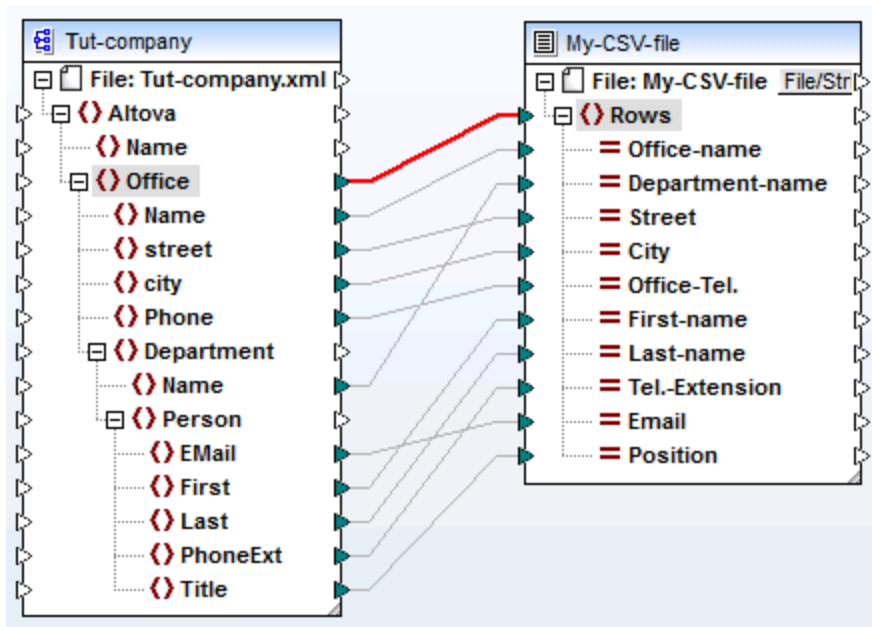 Tut-company
File: Tut-company.xml
Altova
Name
Office
Name
street
city
Phone
Department
Name
Person
EMail
First
Last
PhoneExt
Title
My-CSV-file
File: My-CSV-file File/Str
Rows
Office-name
Department-name
Street
City
Office-Tel.
First-name
Last-name
Tel.-Extension
Email
Position